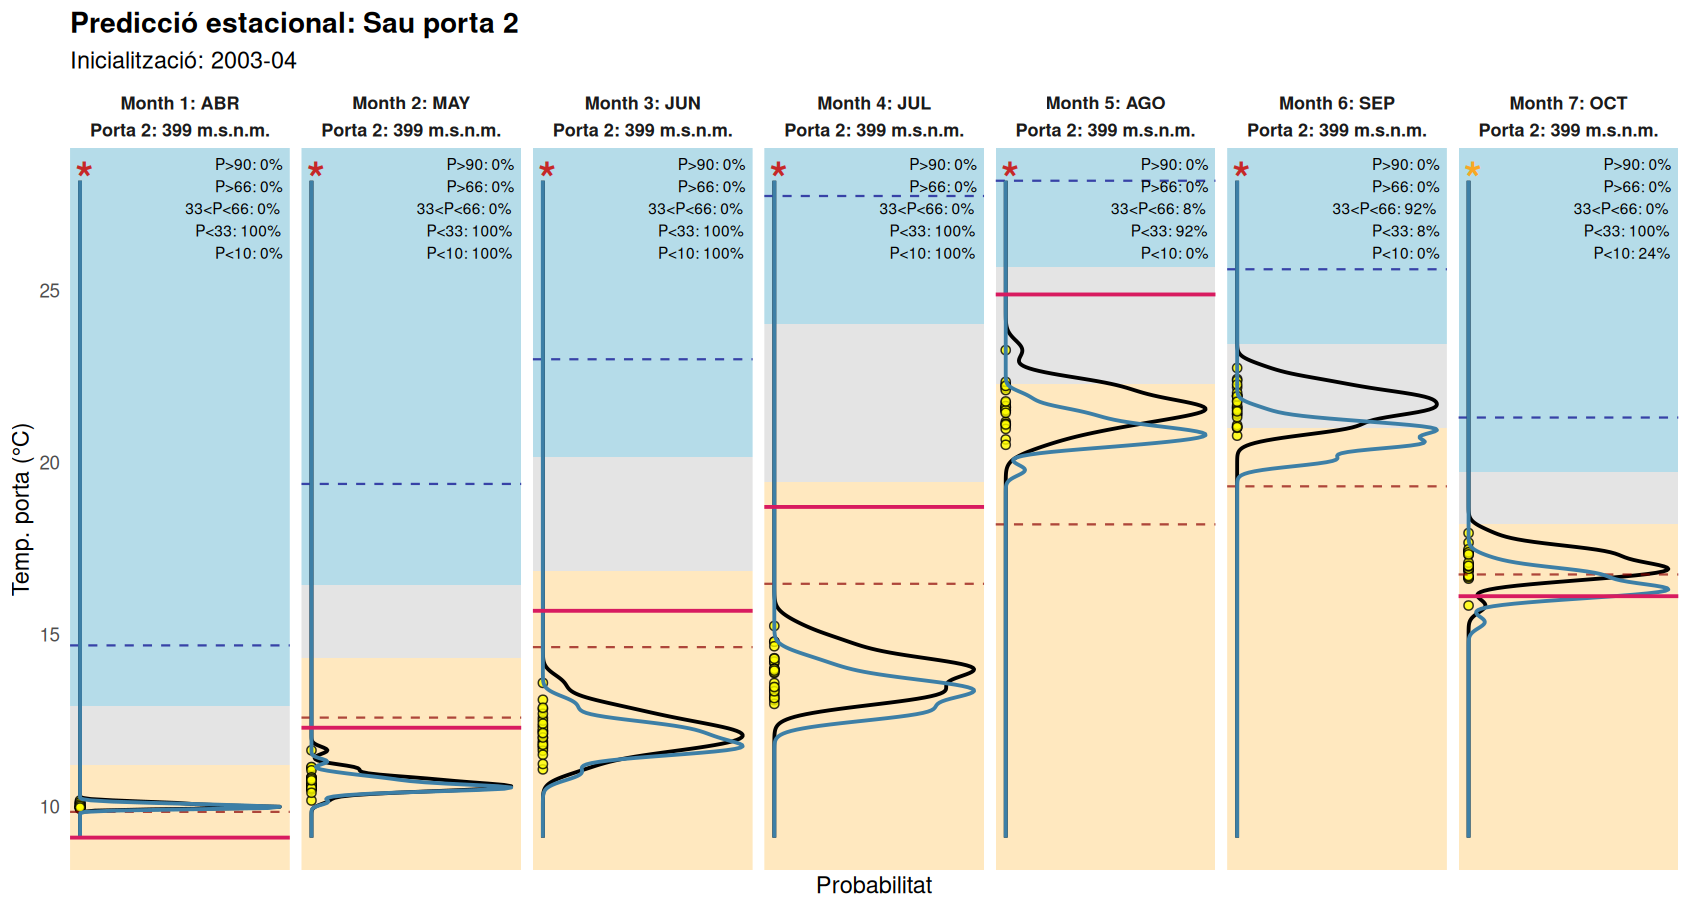 Predicció estacional: Sau porta 2
Inicialització: 2003-04
Month 1: ABR
Porta 2: 399 m.s.n.m.
Month 2: MAY
Porta 2: 399 m.s.n.m.
Month 3: JUN
Porta 2: 399 m.s.n.m.
Month 4: JUL
Porta 2: 399 m.s.n.m.
Month 5: AGO
Porta 2: 399 m.s.n.m.
Month 6: SEP
Porta 2: 399 m.s.n.m.
Month 7: OCT
Porta 2: 399 m.s.n.m.
*
P>90: 0%
P>66: 0%
33<P<66: 0%
P<33: 100%
P<10: 0%
*
P>90: 0%
P>66: 0%
33<P<66: 0%
P<33: 100%
P<10: 100%
*
P>90: 0%
P>66: 0%
33<P<66: 0%
P<33: 100%
P<10: 100%
*
P>90: 0%
P>66: 0%
33<P<66: 0%
P<33: 100%
P<10: 100%
*
P>90: 0%
P>66: 0%
33<P<66: 8%
P<33: 92%
P<10: 0%
*
P>90: 0%
P>66: 0%
33<P<66: 92%
P<33: 8%
P<10: 0%
*
P>90: 0%
P>66: 0%
33<P<66: 0%
P<33: 100%
P<10: 24%
25
20
15
10
Temp. porta (°C)
Probabilitat